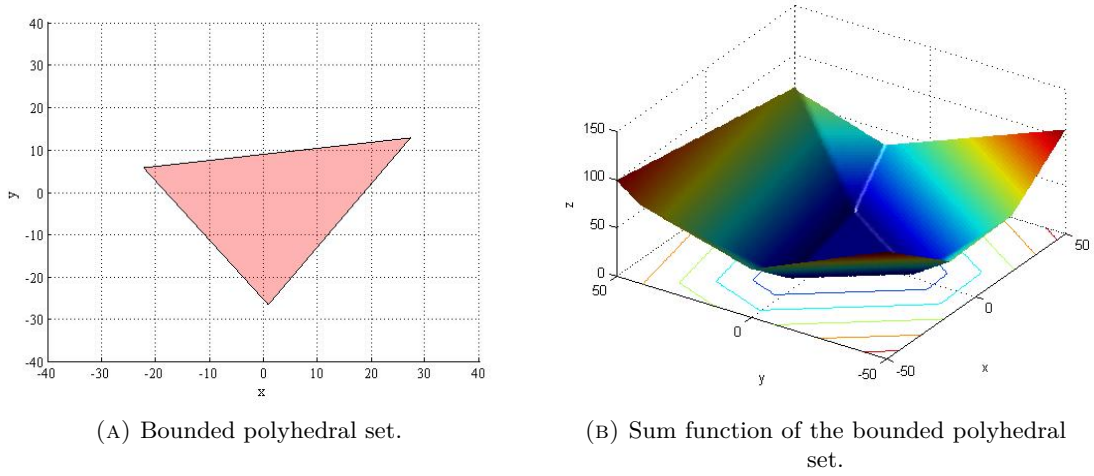 40
30
20
10
0
-10
-20
-30
-40
y
-40 -30 -20 -10 0 10 20 30 40
x
150
100
50
0
z
50
0
-50
y
50
0
-50
x
(A) Bounded polyhedral set.
(B) Sum function of the bounded polyhedral
set.